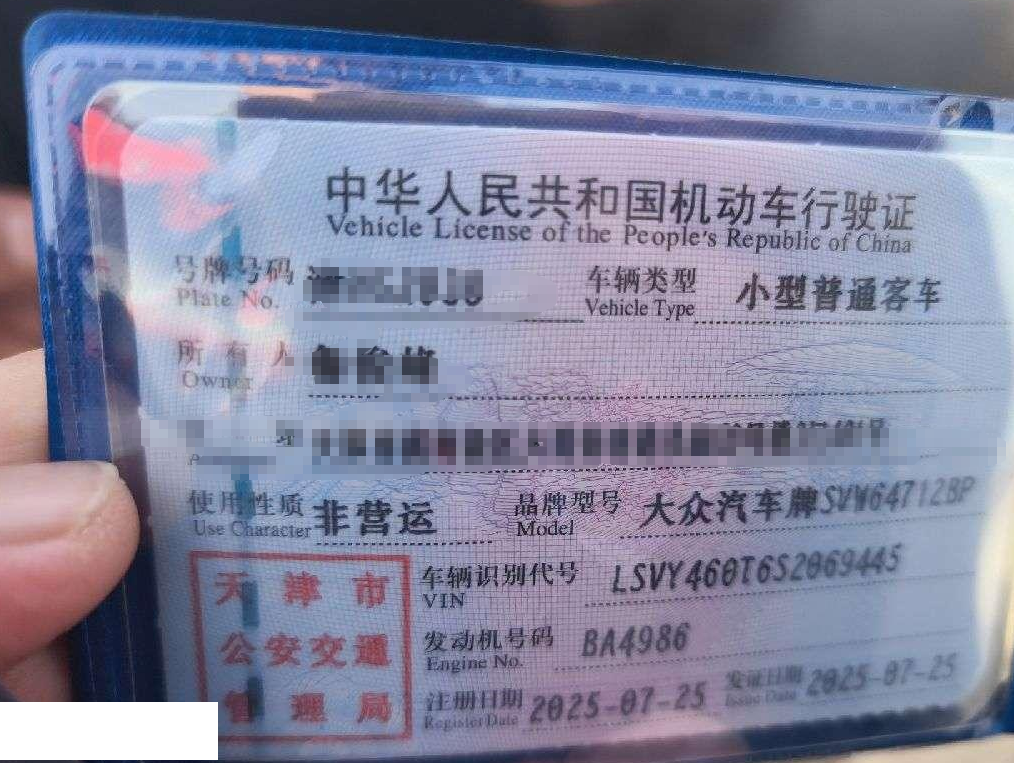 中华人民共和国机动车行驶证
Vehicle License of the People's Republic of China
号牌号码
Plate No.
车辆类型 小型普通客车
Vehicle Type
所有人
Owner
使用性质 非营运
Use Character
品牌型号 大众汽车牌SVW64712BP
Model
车辆识别代号 LSVY460T6S2069445
VIN
发动机号码 BA4986
Engine No.
注册日期 2025-07-25
Register Date
发证日期 2025-07-25
Issue Date
天津市
公安交通
管理局